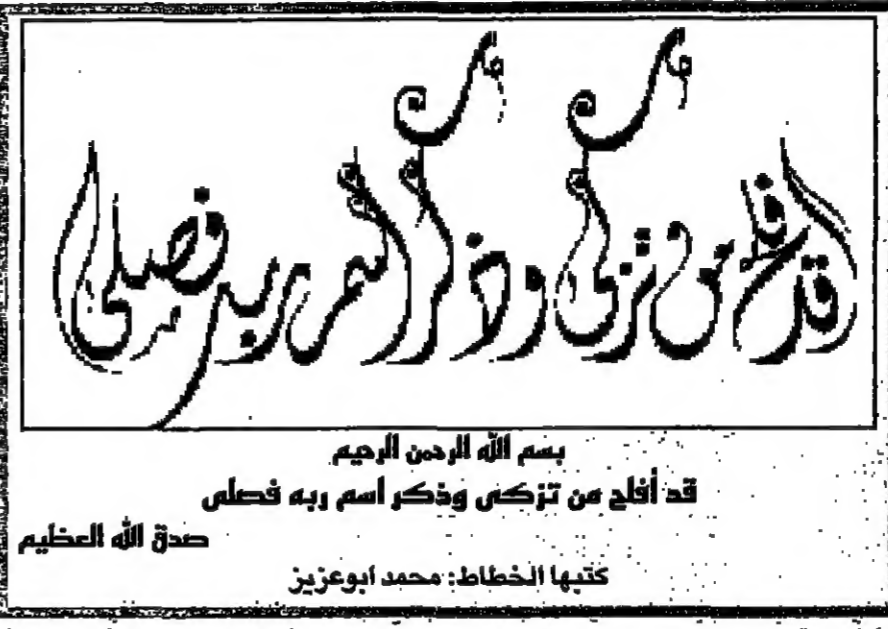 قد أفلح من تزكى وذكر اسم ربه فصلى
بسم الله الرحمن الرحيم
قد أفلح من تزكى وذكر اسم ربه فصلى
صدق الله العظيم
كتبها الخطاط: محمد أبوعزيز